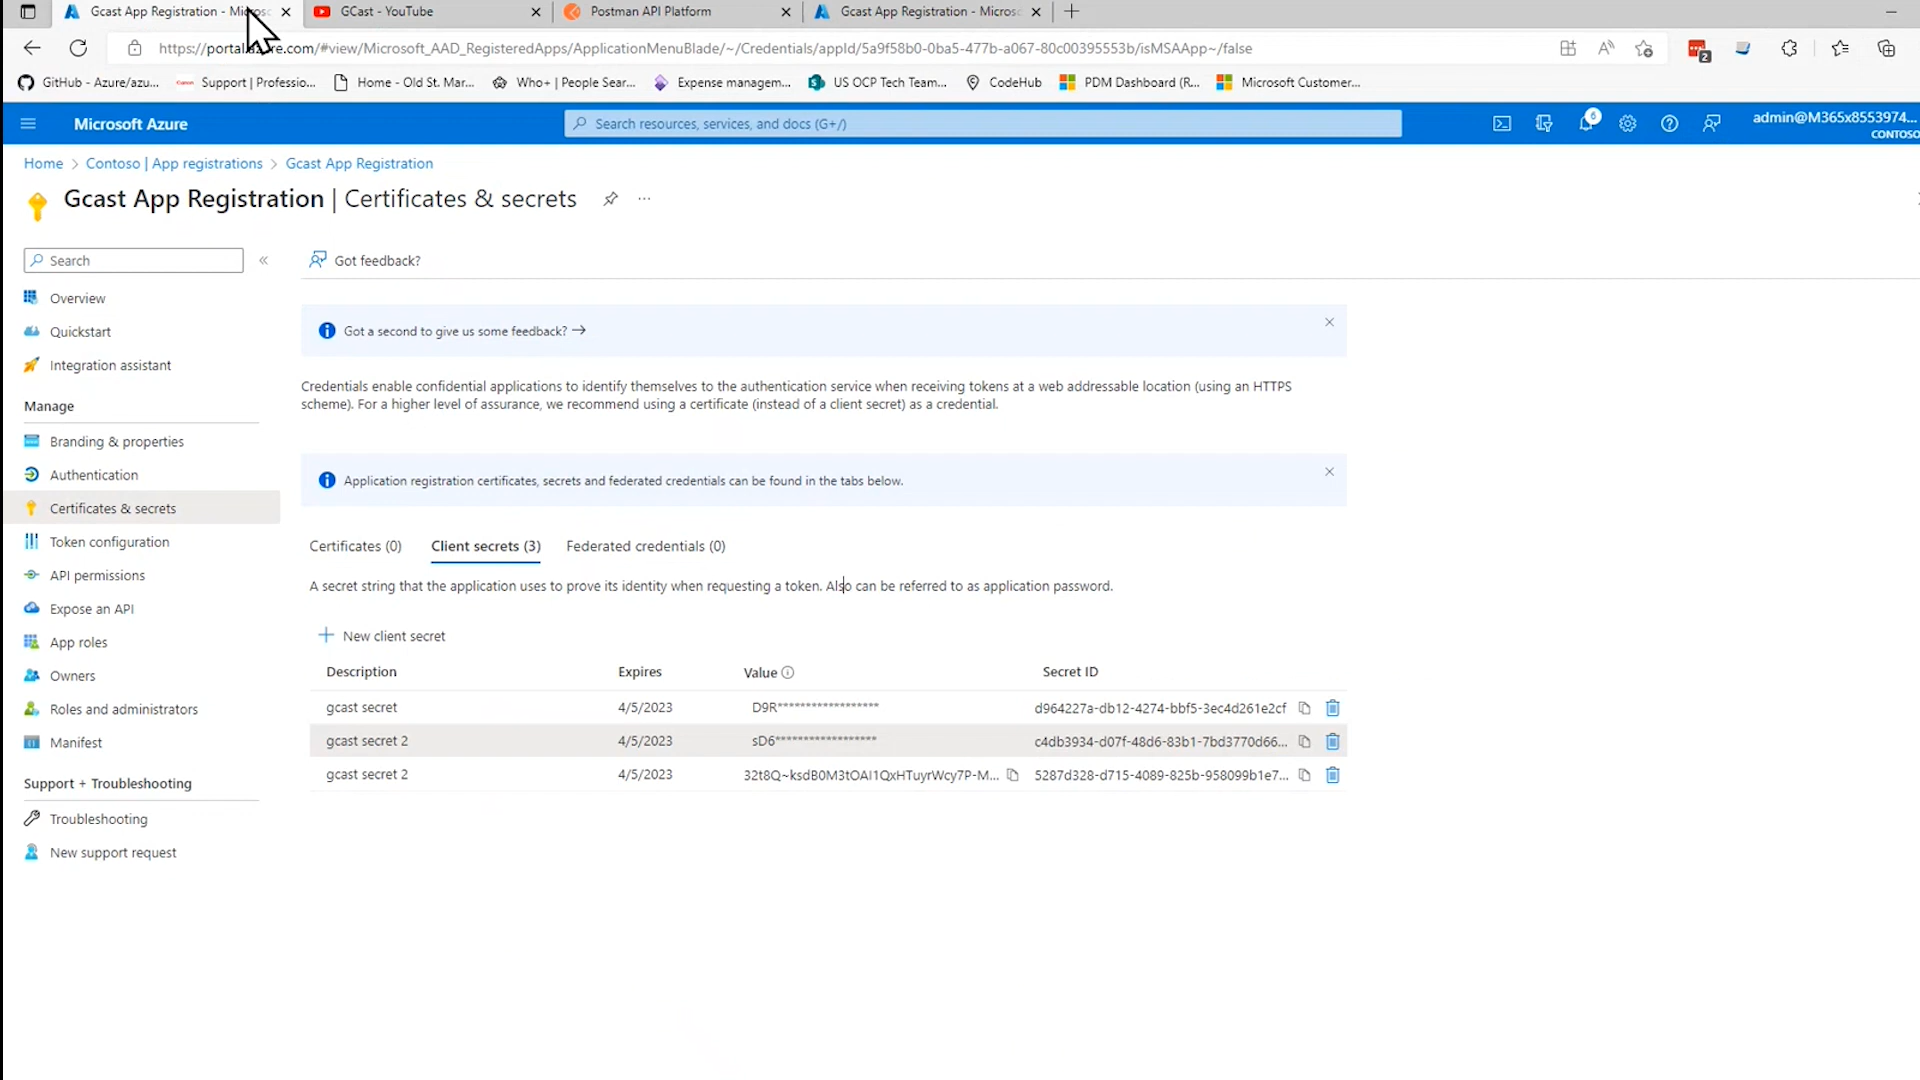 Gcast App Registration - Micros
GCast - YouTube
Postman API Platform
Gcast App Registration - Micros
https://portal.azure.com/#view/Microsoft_AAD_RegisteredApps/ApplicationMenuBlade/~/Credentials/appId/5a9f58b0-0ba5-477b-a067-80c00395553b/isMSAApp~/false
2
GitHub - Azure/azu...
Support | Professio...
Home - Old St. Mar...
Who+ | People Sear...
Expense managem...
US OCP Tech Team...
CodeHub
PDM Dashboard (R...
Microsoft Customer...
Microsoft Azure
Search resources, services, and docs (G+/)
6
admin@M365x8553974...
CONTOSO
Home > Contoso | App registrations > Gcast App Registration
Gcast App Registration | Certificates & secrets
Search
Overview
Quickstart
Integration assistant
Manage
Branding & properties
Authentication
Certificates & secrets
Token configuration
API permissions
Expose an API
App roles
Owners
Roles and administrators
Manifest
Support + Troubleshooting
Troubleshooting
New support request
Got feedback?
Got a second to give us some feedback?
Credentials enable confidential applications to identify themselves to the authentication service when receiving tokens at a web addressable location (using an HTTPS
scheme). For a higher level of assurance, we recommend using a certificate (instead of a client secret) as a credential.
Application registration certificates, secrets and federated credentials can be found in the tabs below.
Certificates (0) Client secrets (3) Federated credentials (0)
A secret string that the application uses to prove its identity when requesting a token. Also can be referred to as application password.
New client secret
Description Expires Value Secret ID
gcast secret 4/5/2023 D9R****************** d964227a-db12-4274-bbf5-3ec4d261e2cf
gcast secret 2 4/5/2023 sD6****************** c4db3934-d07f-48d6-83b1-7bd3770d66...
gcast secret 2 4/5/2023 32t8Q~ksdB0M3tOAI1QxHTuyrWcy7P-M... 5287d328-d715-4089-825b-958099b1e7...